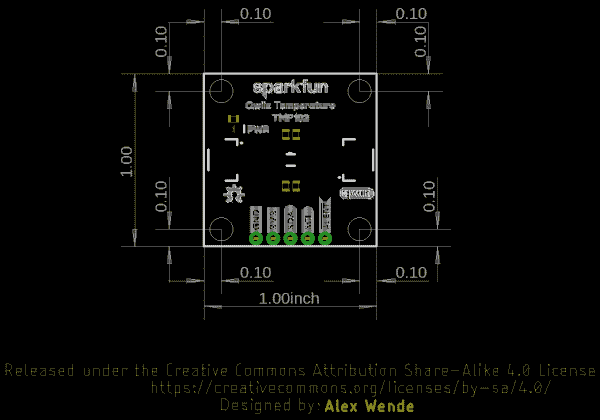 0.10 0.10
0.10 0.10
sparkfun
Qwiic Temperature
TMP102
PWR
1.00
0.10 0.10
GND 3V3 SDA SCL ALERT
0.10 0.10
1.00inch
Released under the Creative Commons Attribution Share-Alike 4.0 License
https://creativecommons.org/licenses/by-sa/4.0/
Designed by: Alex Wende